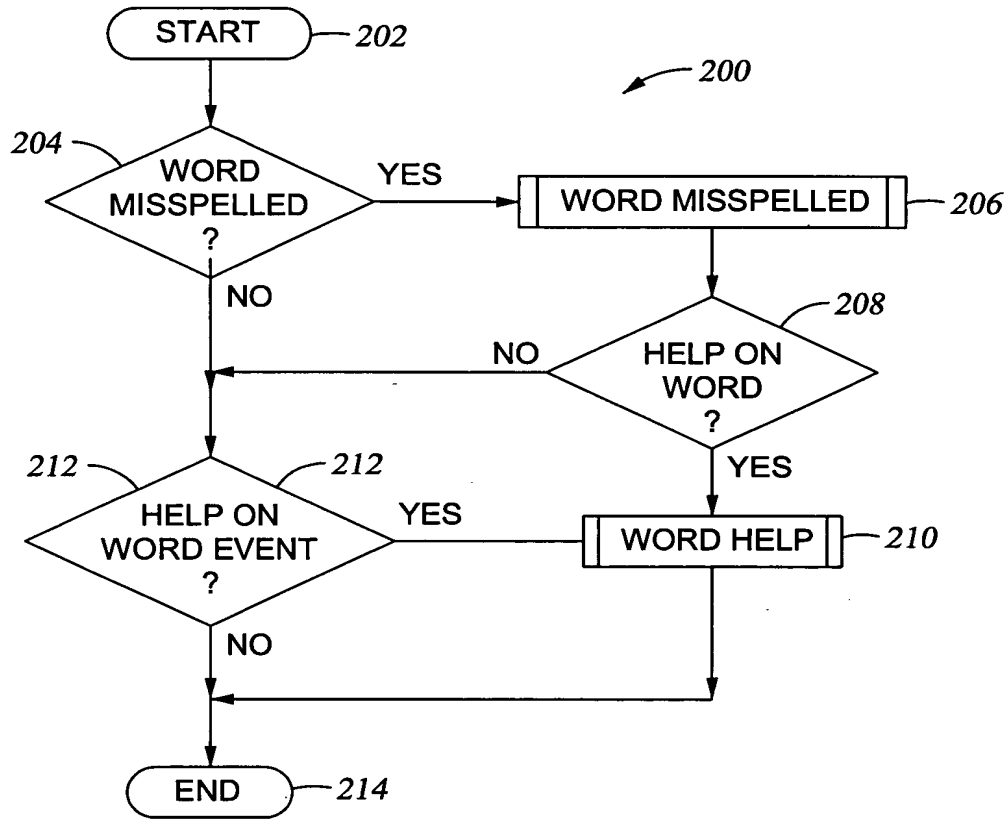 START
202
200
204
WORD
MISSPELLED
?
YES
WORD MISSPELLED
206
NO
208
HELP ON
WORD
?
NO
YES
212
212
HELP ON
WORD EVENT
?
YES
WORD HELP
210
NO
END
214